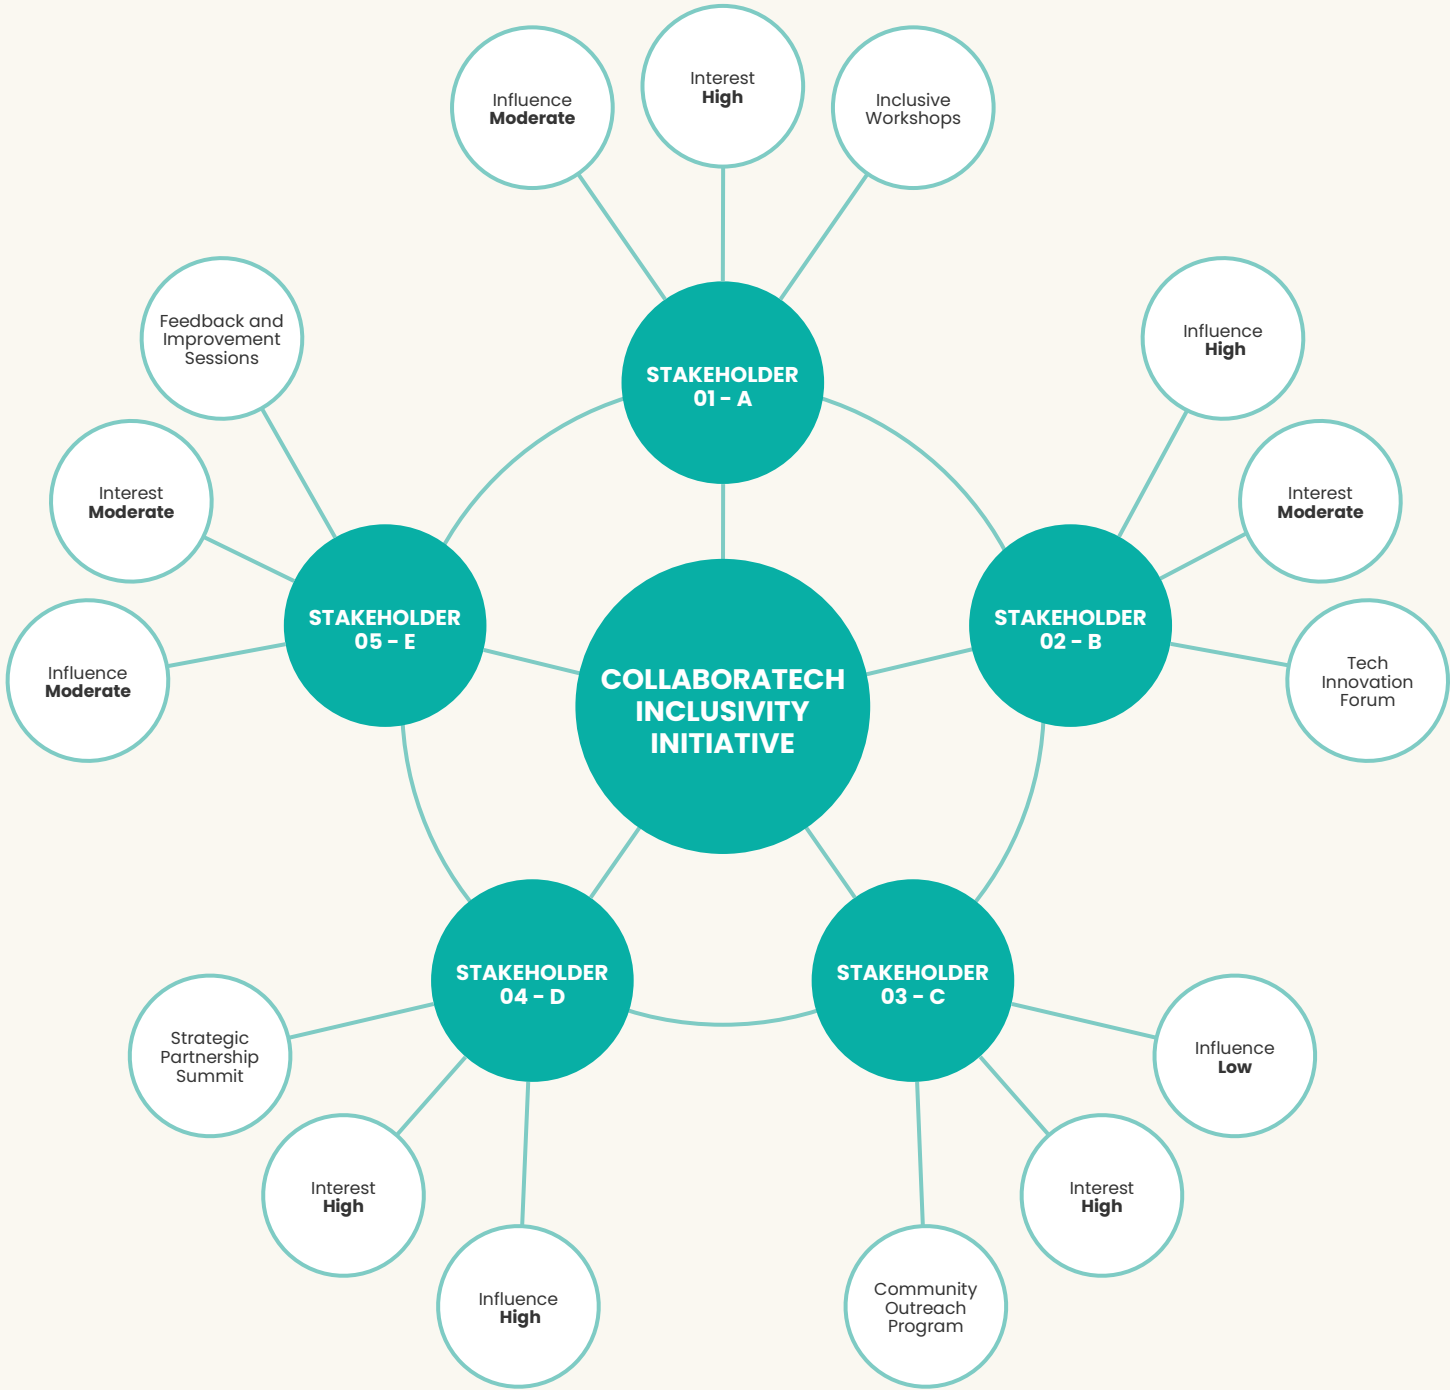 Influence
Moderate
Interest
High
Inclusive
Workshops
STAKEHOLDER
01 - A
Influence
High
Interest
Moderate
Tech
Innovation
Forum
STAKEHOLDER
02 - B
Feedback and
Improvement
Sessions
Interest
Moderate
Influence
Moderate
STAKEHOLDER
05 - E
COLLABORATECH
INCLUSIVITY
INITIATIVE
STAKEHOLDER
04 - D
Strategic
Partnership
Summit
Interest
High
Influence
High
STAKEHOLDER
03 - C
Influence
Low
Interest
High
Community
Outreach
Program